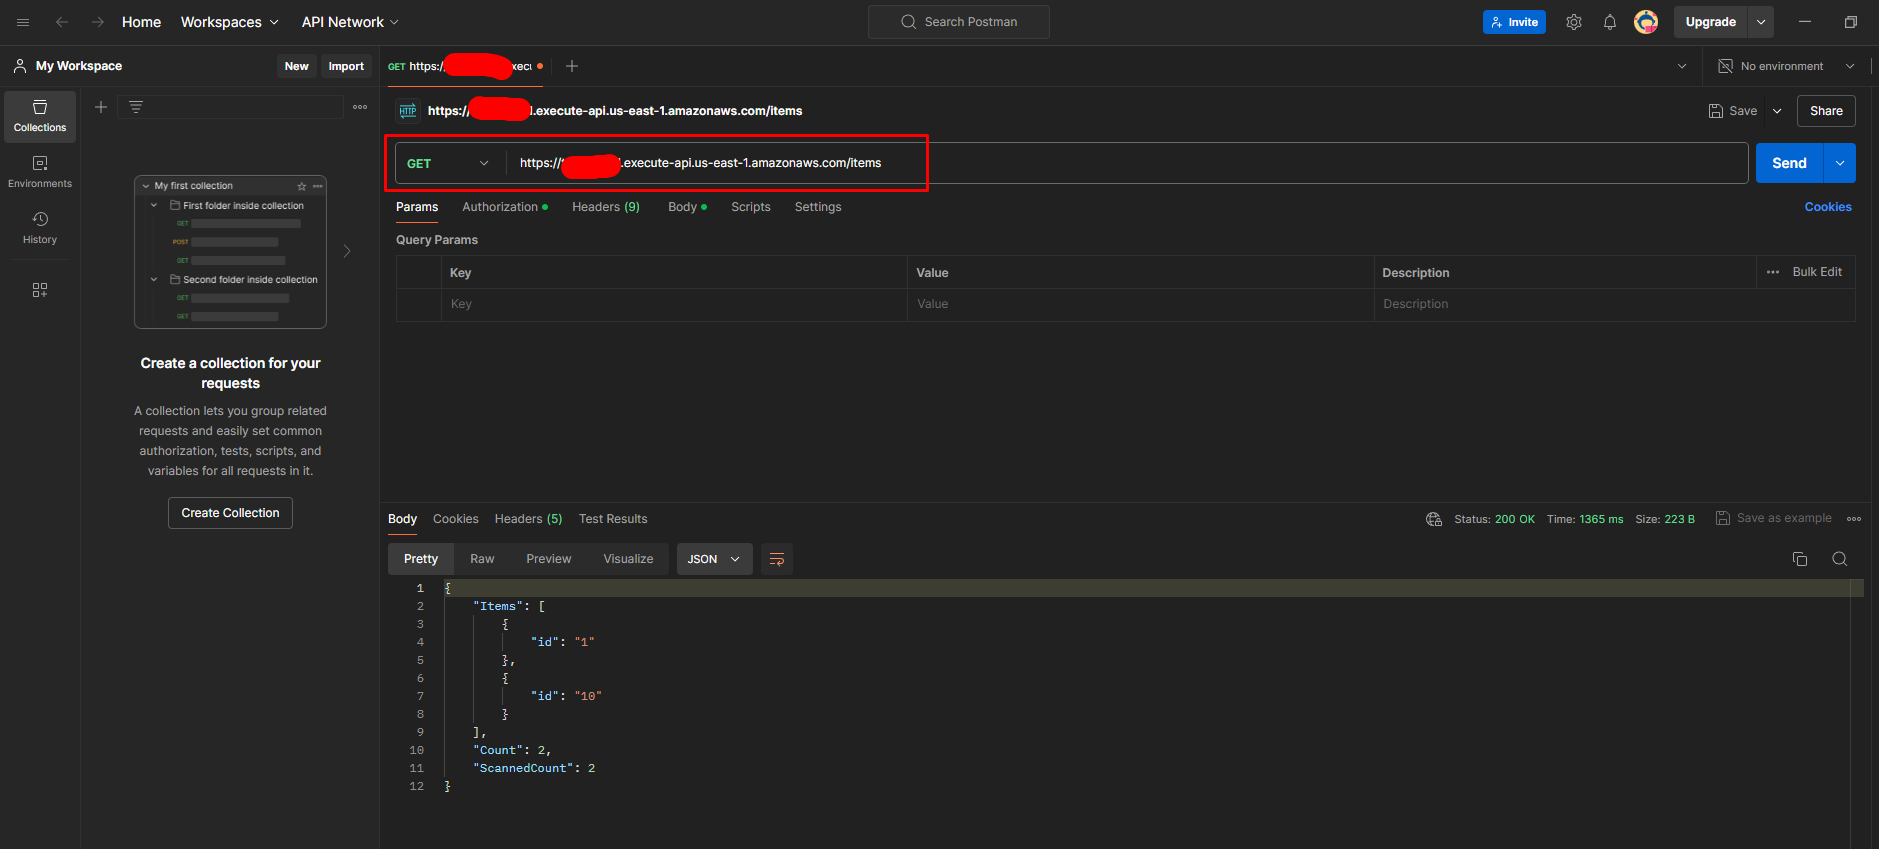 Home Workspaces API Network Search Postman Invite Upgrade
My Workspace New Import GET https:/ execu No environment
https:// .execute-api.us-east-1.amazonaws.com/items Save Share
Collections
GET https:// .execute-api.us-east-1.amazonaws.com/items Send
Environments
History
Params Authorization Headers (9) Body Scripts Settings Cookies
Query Params
Key Value Description Bulk Edit
Key Value Description
My first collection
First folder inside collection
GET
POST
GET
Second folder inside collection
GET
GET
Create a collection for your
requests
A collection lets you group related
requests and easily set common
authorization, tests, scripts, and
variables for all requests in it.
Create Collection
Body Cookies Headers (5) Test Results Status: 200 OK Time: 1365 ms Size: 223 B Save as example
Pretty Raw Preview Visualize JSON
1 {
2 "Items": [
3 {
4 "id": "1"
5 },
6 {
7 "id": "10"
8 }
9 ],
10 "Count": 2,
11 "ScannedCount": 2
12 }